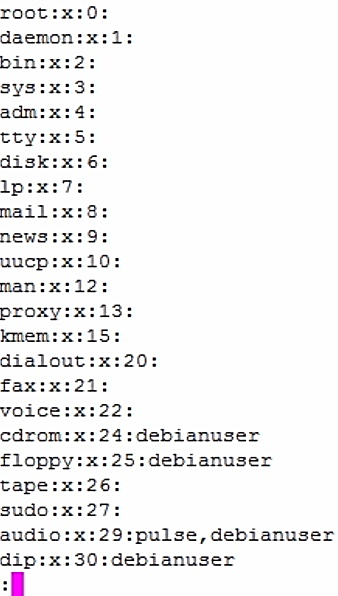 root:x:0:
daemon:x:1:
bin:x:2:
sys:x:3:
adm:x:4:
tty:x:5:
disk:x:6:
lp:x:7:
mail:x:8:
news:x:9:
uucp:x:10:
man:x:12:
proxy:x:13:
kmem:x:15:
dialout:x:20:
fax:x:21:
voice:x:22:
cdrom:x:24:debianuser
floppy:x:25:debianuser
tape:x:26:
sudo:x:27:
audio:x:29:pulse,debianuser
dip:x:30:debianuser
: